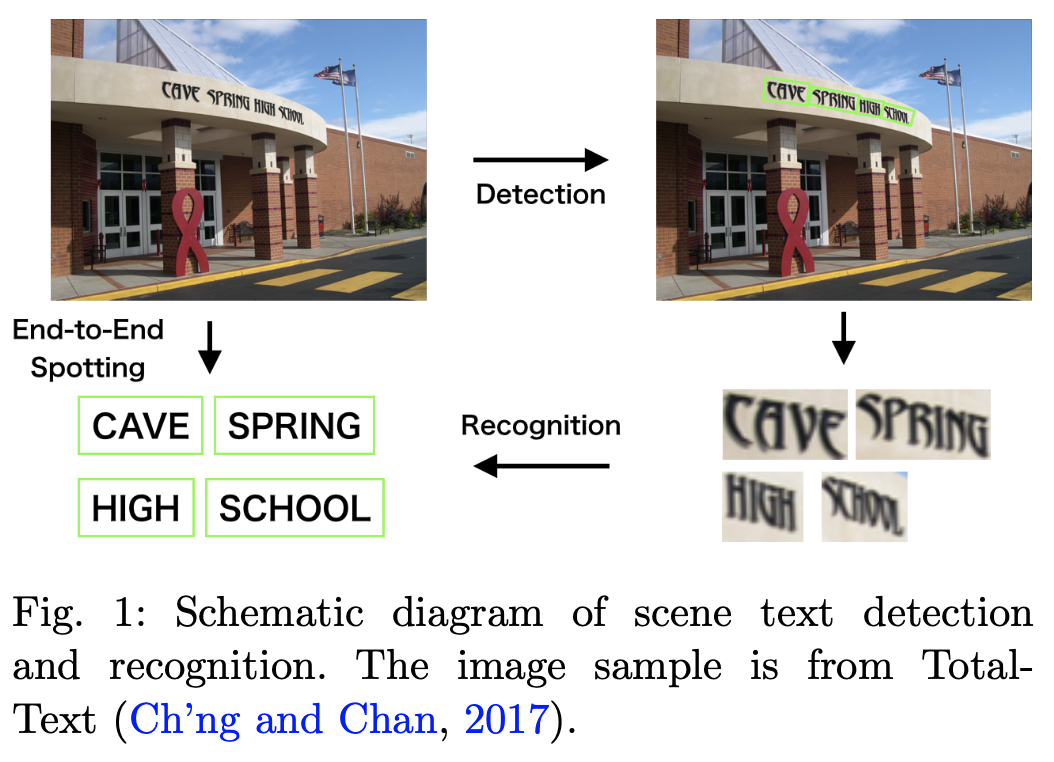 CAVE SPRING HIGH SCHOOL
CAVE SPRING HIGH SCHOOL
Detection
End-to-End
Spotting
CAVE SPRING
HIGH SCHOOL
Recognition
CAVE SPRING
HIGH SCHOOL
Fig. 1: Schematic diagram of scene text detection
and recognition. The image sample is from Total-
Text (Ch'ng and Chan, 2017).